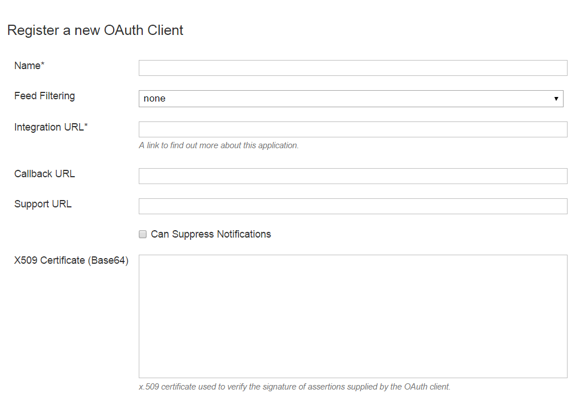 Register a new OAuth Client
Name*
Feed Filtering
none
Integration URL*
A link to find out more about this application.
Callback URL
Support URL
Can Suppress Notifications
X509 Certificate (Base64)
x.509 certificate used to verify the signature of assertions supplied by the OAuth client.